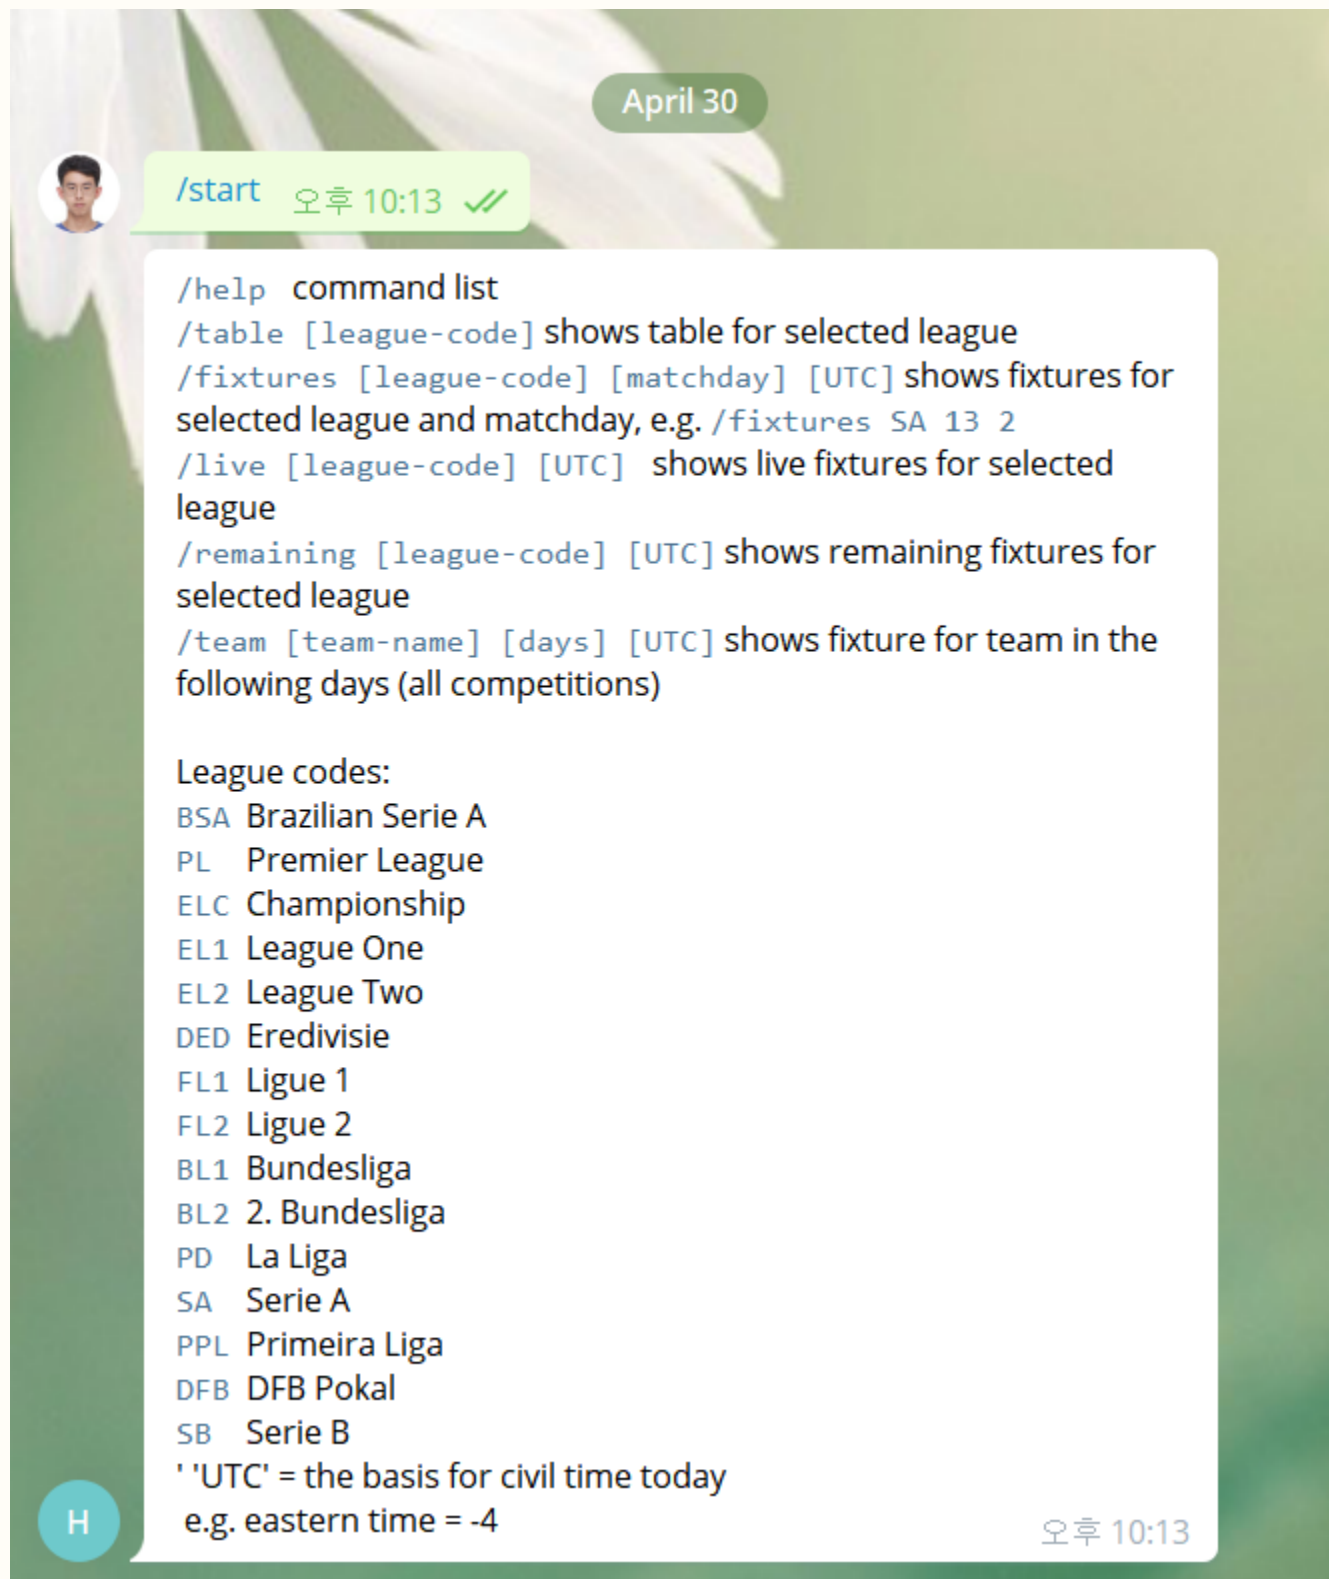 April 30
/start 오후 10:13
/help command list
/table [league-code] shows table for selected league
/fixtures [league-code] [matchday] [UTC] shows fixtures for
selected league and matchday, e.g. /fixtures SA 13 2
/live [league-code] [UTC] shows live fixtures for selected
league
/remaining [league-code] [UTC] shows remaining fixtures for
selected league
/team [team-name] [days] [UTC] shows fixture for team in the
following days (all competitions)
League codes:
BSA Brazilian Serie A
PL Premier League
ELC Championship
EL1 League One
EL2 League Two
DED Eredivisie
FL1 Ligue 1
FL2 Ligue 2
BL1 Bundesliga
BL2 2. Bundesliga
PD La Liga
SA Serie A
PPL Primeira Liga
DFB DFB Pokal
SB Serie B
' 'UTC' = the basis for civil time today
e.g. eastern time = -4
H
오후 10:13